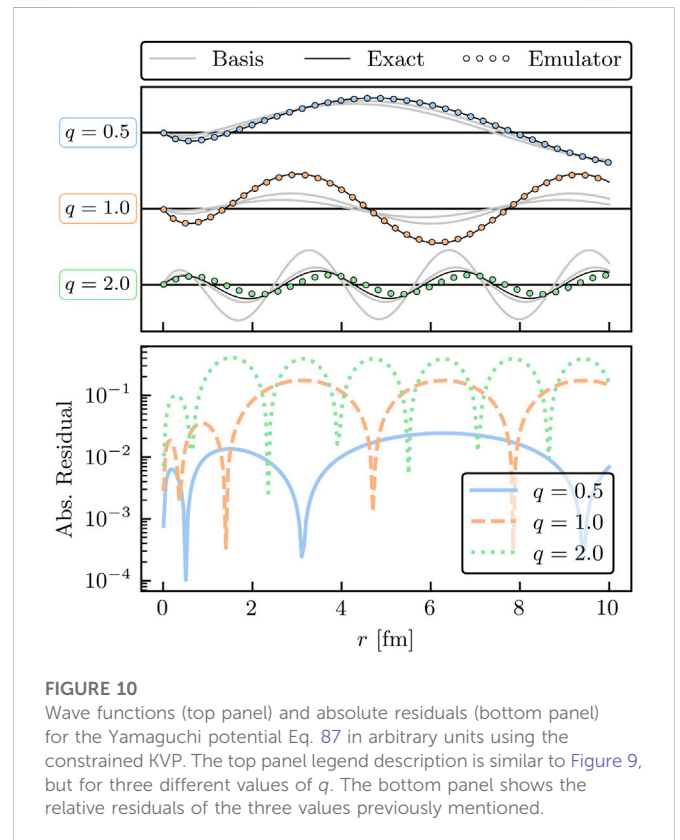 Basis Exact Emulator
q = 0.5
q = 1.0
q = 2.0
10⁻¹
10⁻²
10⁻³
10⁻⁴
Abs. Residual
q = 0.5
q = 1.0
q = 2.0
0 2 4 6 8 10
r [fm]
FIGURE 10
Wave functions (top panel) and absolute residuals (bottom panel)
for the Yamaguchi potential Eq. 87 in arbitrary units using the
constrained KVP. The top panel legend description is similar to Figure 9,
but for three different values of q. The bottom panel shows the
relative residuals of the three values previously mentioned.